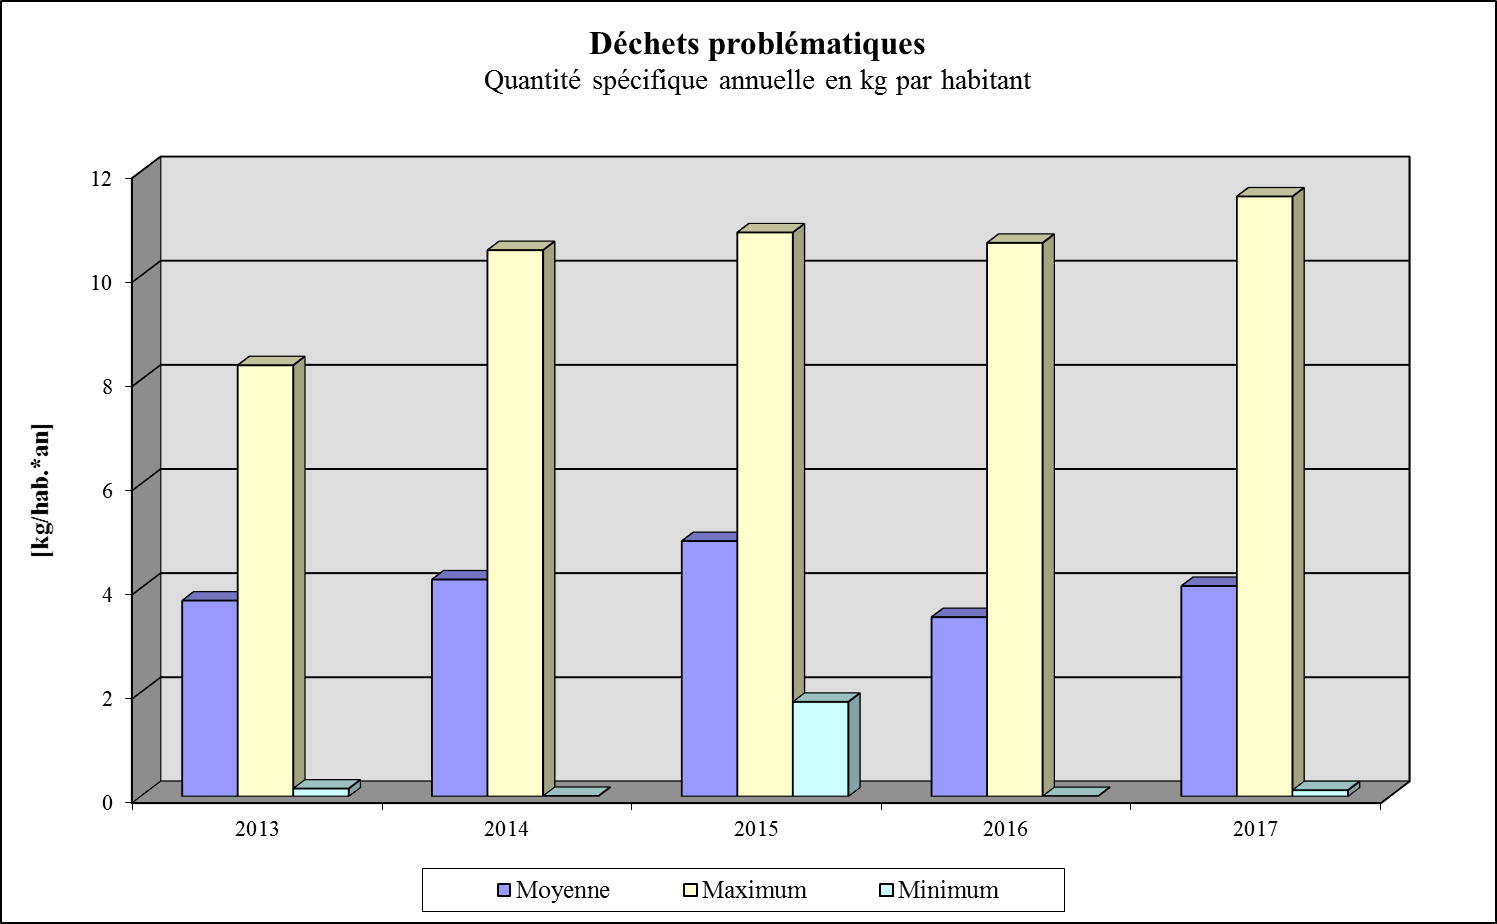 Déchets problématiques
Quantité spécifique annuelle en kg par habitant
12
10
8
6
4
2
0
[kg/hab.*an]
2013 2014 2015 2016 2017
Moyenne Maximum Minimum